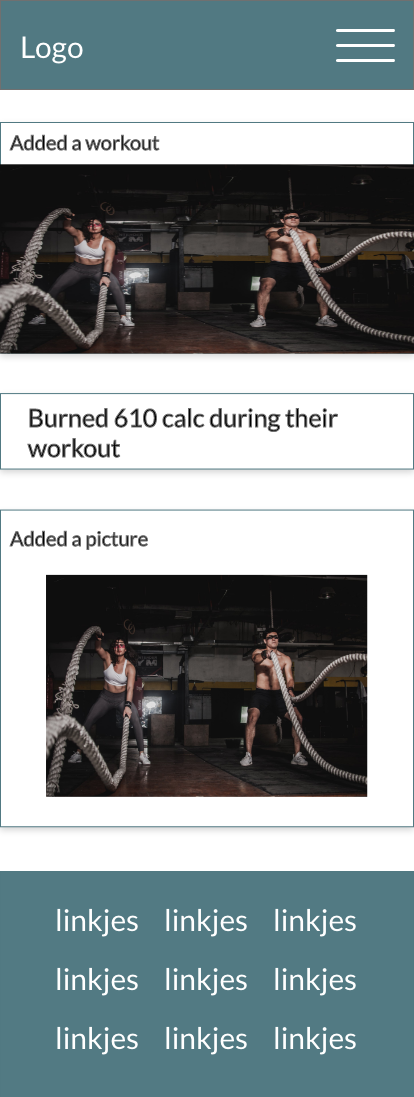 Logo
Added a workout
Burned 610 calc during their
workout
Added a picture
linkjes linkjes linkjes
linkjes linkjes linkjes
linkjes linkjes linkjes